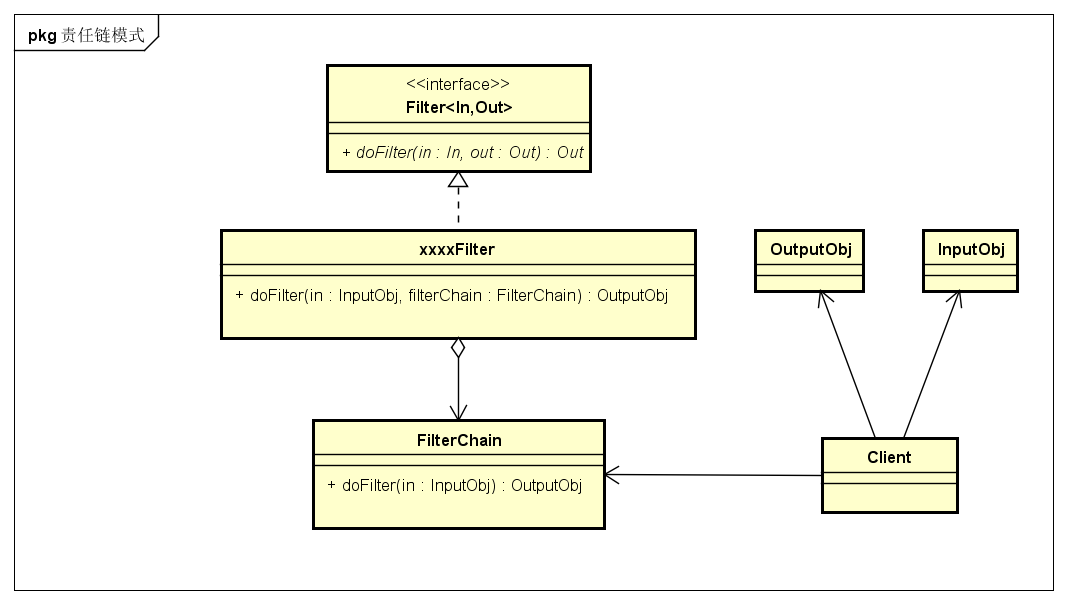 pkg 责任链模式
<<interface>>
Filter<In,Out>
+ doFilter(in : In, out : Out) : Out
xxxxFilter
+ doFilter(in : InputObj, filterChain : FilterChain) : OutputObj
OutputObj
InputObj
FilterChain
+ doFilter(in : InputObj) : OutputObj
Client